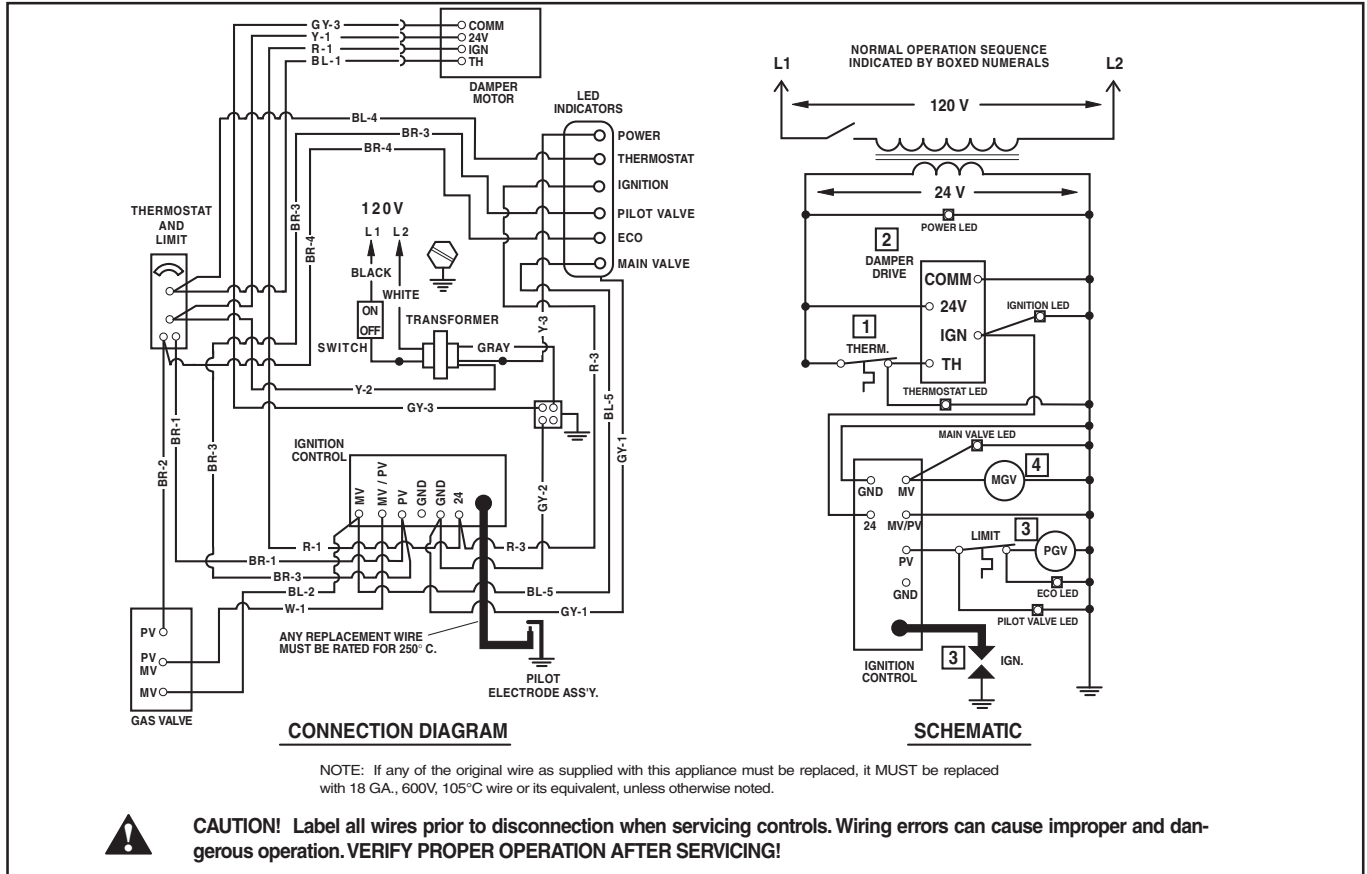 GY-3
Y-1
R-1
BL-1
COMM
24V
IGN
TH
DAMPER
MOTOR
LED
INDICATORS
POWER
THERMOSTAT
IGNITION
PILOT VALVE
ECO
MAIN VALVE
BL-4
BR-3
BR-4
BR-3
BR-4
THERMOSTAT
AND
LIMIT
120V
L1 L2
BLACK
WHITE
ON
OFF
SWITCH
TRANSFORMER
GRAY
Y-3
R-3
BL-5
GY-1
Y-2
GY-3
GY-2
BR-1
BR-2
BR-3
IGNITION
CONTROL
MV
MV / PV
PV
GND
GND
24
R-1
R-3
BR-1
BR-3
BL-2
BL-5
W-1
GY-1
ANY REPLACEMENT WIRE
MUST BE RATED FOR 250° C.
PILOT
ELECTRODE ASS'Y.
PV
PV
MV
MV
GAS VALVE
CONNECTION DIAGRAM
NORMAL OPERATION SEQUENCE
INDICATED BY BOXED NUMERALS
L1
L2
120 V
24 V
POWER LED
2
DAMPER
DRIVE
COMM
24V
IGN
TH
IGNITION LED
1
THERM.
THERMOSTAT LED
MAIN VALVE LED
GND
MV
MGV
4
24
MV/PV
LIMIT
3
PV
PGV
GND
ECO LED
PILOT VALVE LED
IGNITION
CONTROL
3
IGN.
SCHEMATIC
NOTE: If any of the original wire as supplied with this appliance must be replaced, it MUST be replaced
with 18 GA., 600V, 105°C wire or its equivalent, unless otherwise noted.
CAUTION! Label all wires prior to disconnection when servicing controls. Wiring errors can cause improper and dan-
gerous operation. VERIFY PROPER OPERATION AFTER SERVICING!